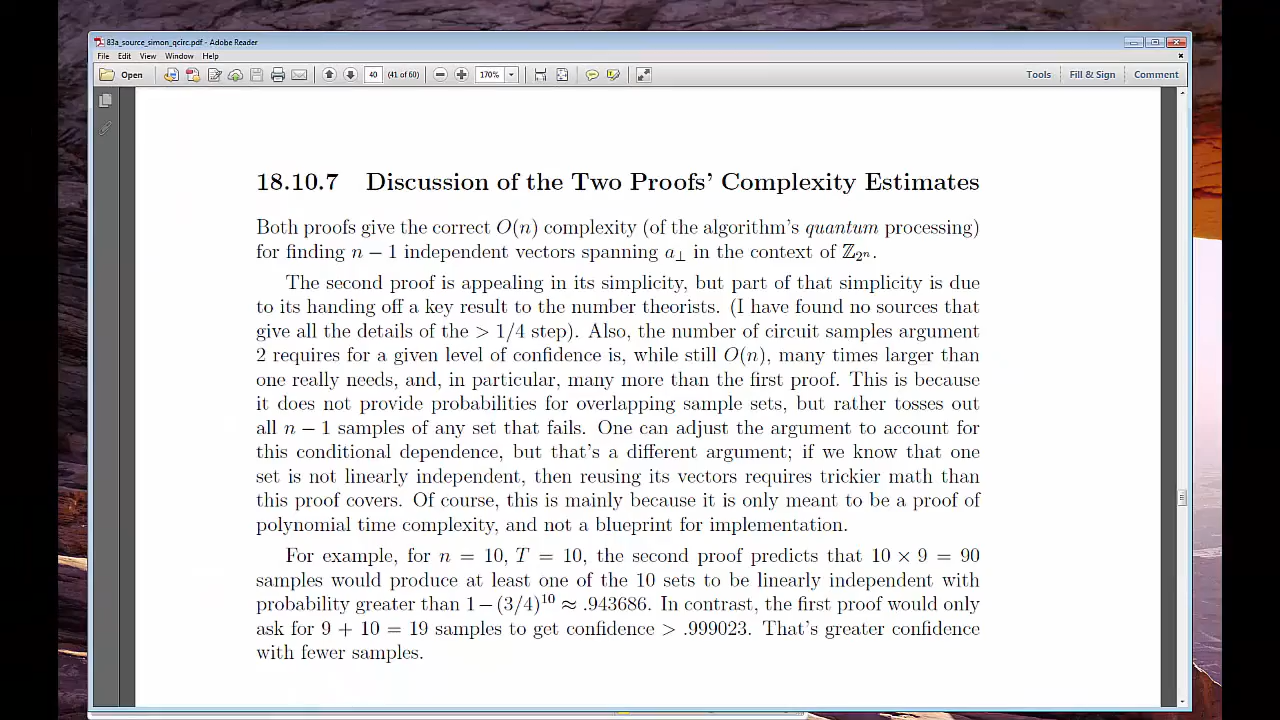 83a_source_simon_qcirc.pdf - Adobe Reader
File Edit View Window Help
Open 40 (41 of 60) 170% Tools Fill & Sign Comment
18.10.7 Discussion of the Two Proofs' Complexity Estimates
Both proofs give the correct O(n) complexity (of the algorithm's quantum processing)
for finding n − 1 independent vectors spanning a⊥ in the context of ℤ₂ⁿ.
The second proof is appealing in its simplicity, but part of that simplicity is due
to its handing off a key result to the number theorists. (I have found no sources that
give all the details of the > 1/4 step). Also, the number of circuit samples argument
2 requires for a given level of confidence is, while still O(n), many times larger than
one really needs, and, in particular, many more than the first proof. This is because
it does not provide probabilities for overlapping sample sets, but rather tosses out
all n − 1 samples of any set that fails. One can adjust the argument to account for
this conditional dependence, but that's a different argument; if we know that one
set is not linearly independent, then reusing its vectors requires trickier math than
this proof covers. Of course, this is mainly because it is only meant to be a proof of
polynomial time complexity, and not a blueprint for implementation.
For example, for n = 10, T = 10, the second proof predicts that 10 × 9 = 90
samples would produce at least one of the 10 sets to be linearly independent with
probability greater than 1 − (3/4)¹⁰ ≈ .943686. In contrast, the first proof would only
ask for 9 + 10 = 19 samples to get confidence > .999023. That's greater confidence
with fewer samples.